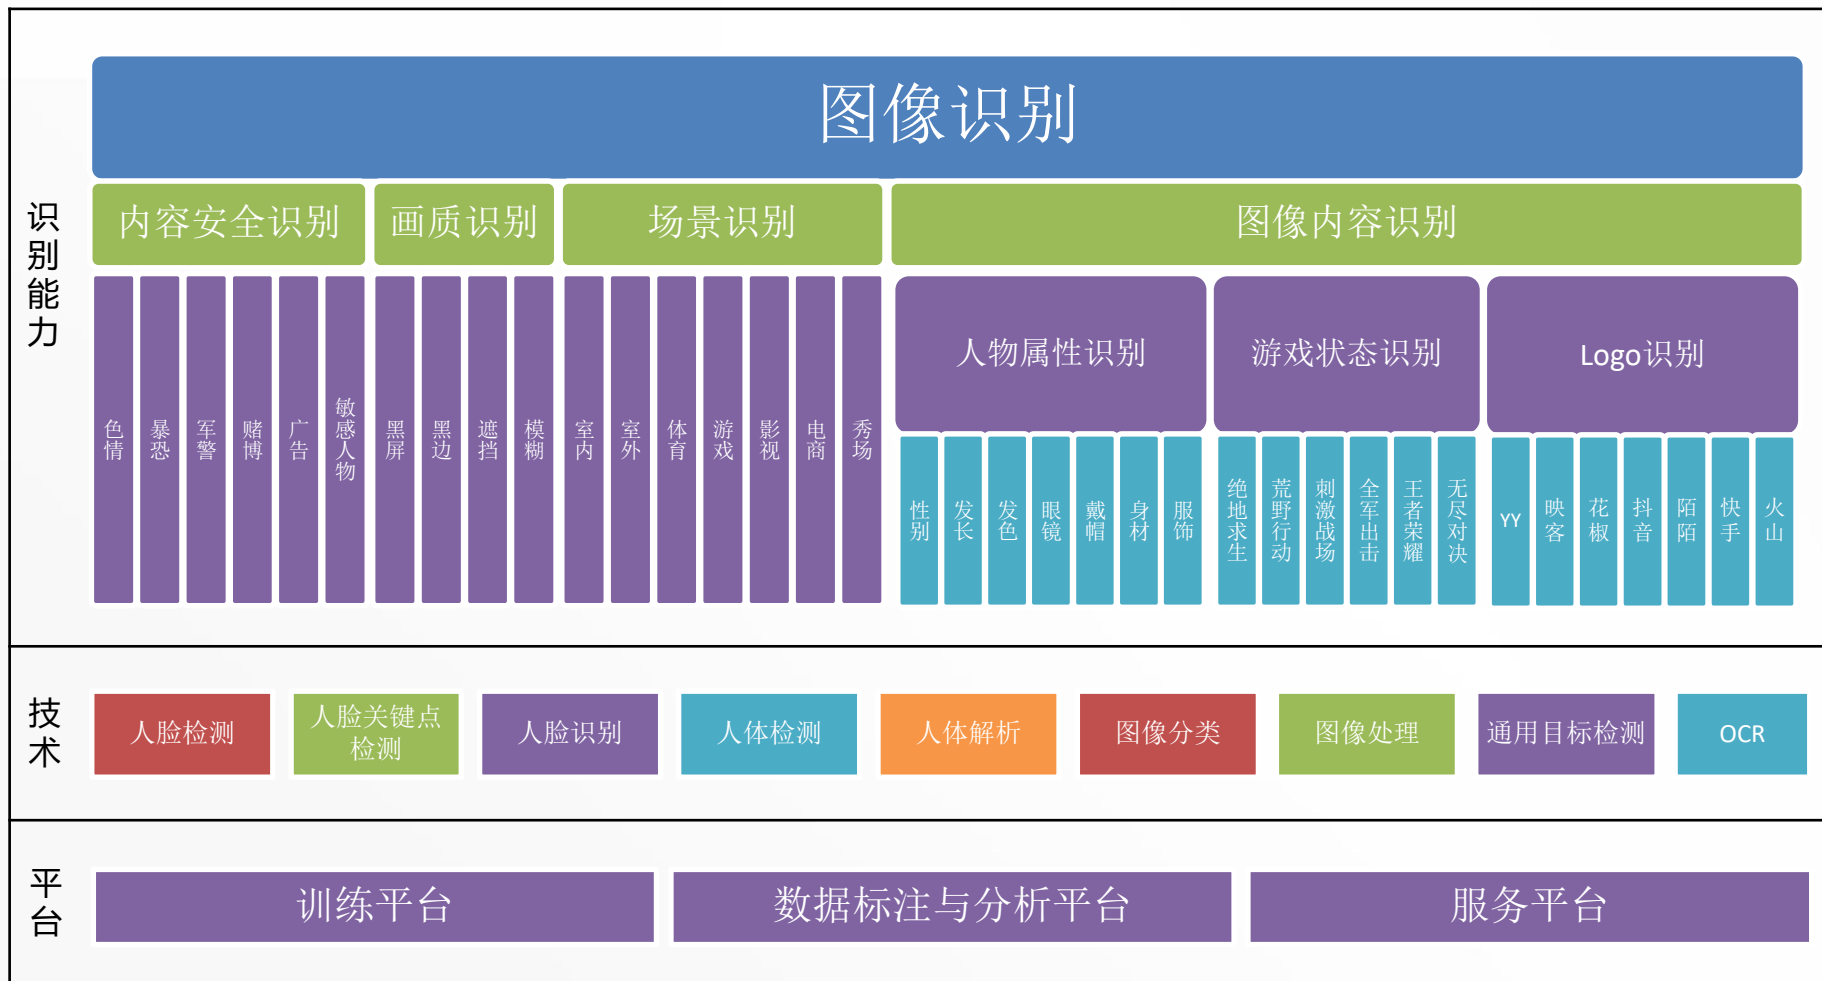 图像识别
识别能力
内容安全识别
画质识别
场景识别
图像内容识别
色情
暴恐
军警
赌博
广告
敏感人物
黑屏
黑边
遮挡
模糊
室内
室外
体育
游戏
影视
电商
秀场
人物属性识别
游戏状态识别
Logo识别
性别
发长
发色
眼镜
戴帽
身材
服饰
绝地求生
荒野行动
刺激战场
全军出击
王者荣耀
无尽对决
YY
映客
花椒
抖音
陌陌
快手
火山
技术
人脸检测
人脸关键点
检测
人脸识别
人体检测
人体解析
图像分类
图像处理
通用目标检测
OCR
平台
训练平台
数据标注与分析平台
服务平台